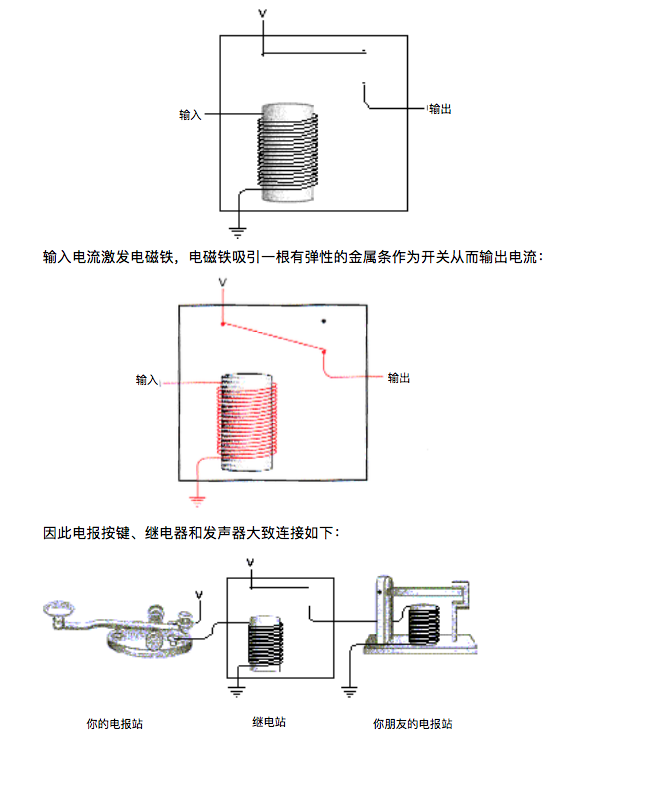 V
输入
输出
输入电流激发电磁铁，电磁铁吸引一根有弹性的金属条作为开关从而输出电流：
V
输入
输出
因此电报按键、继电器和发声器大致连接如下：
V
V
你的电报站
继电站
你朋友的电报站